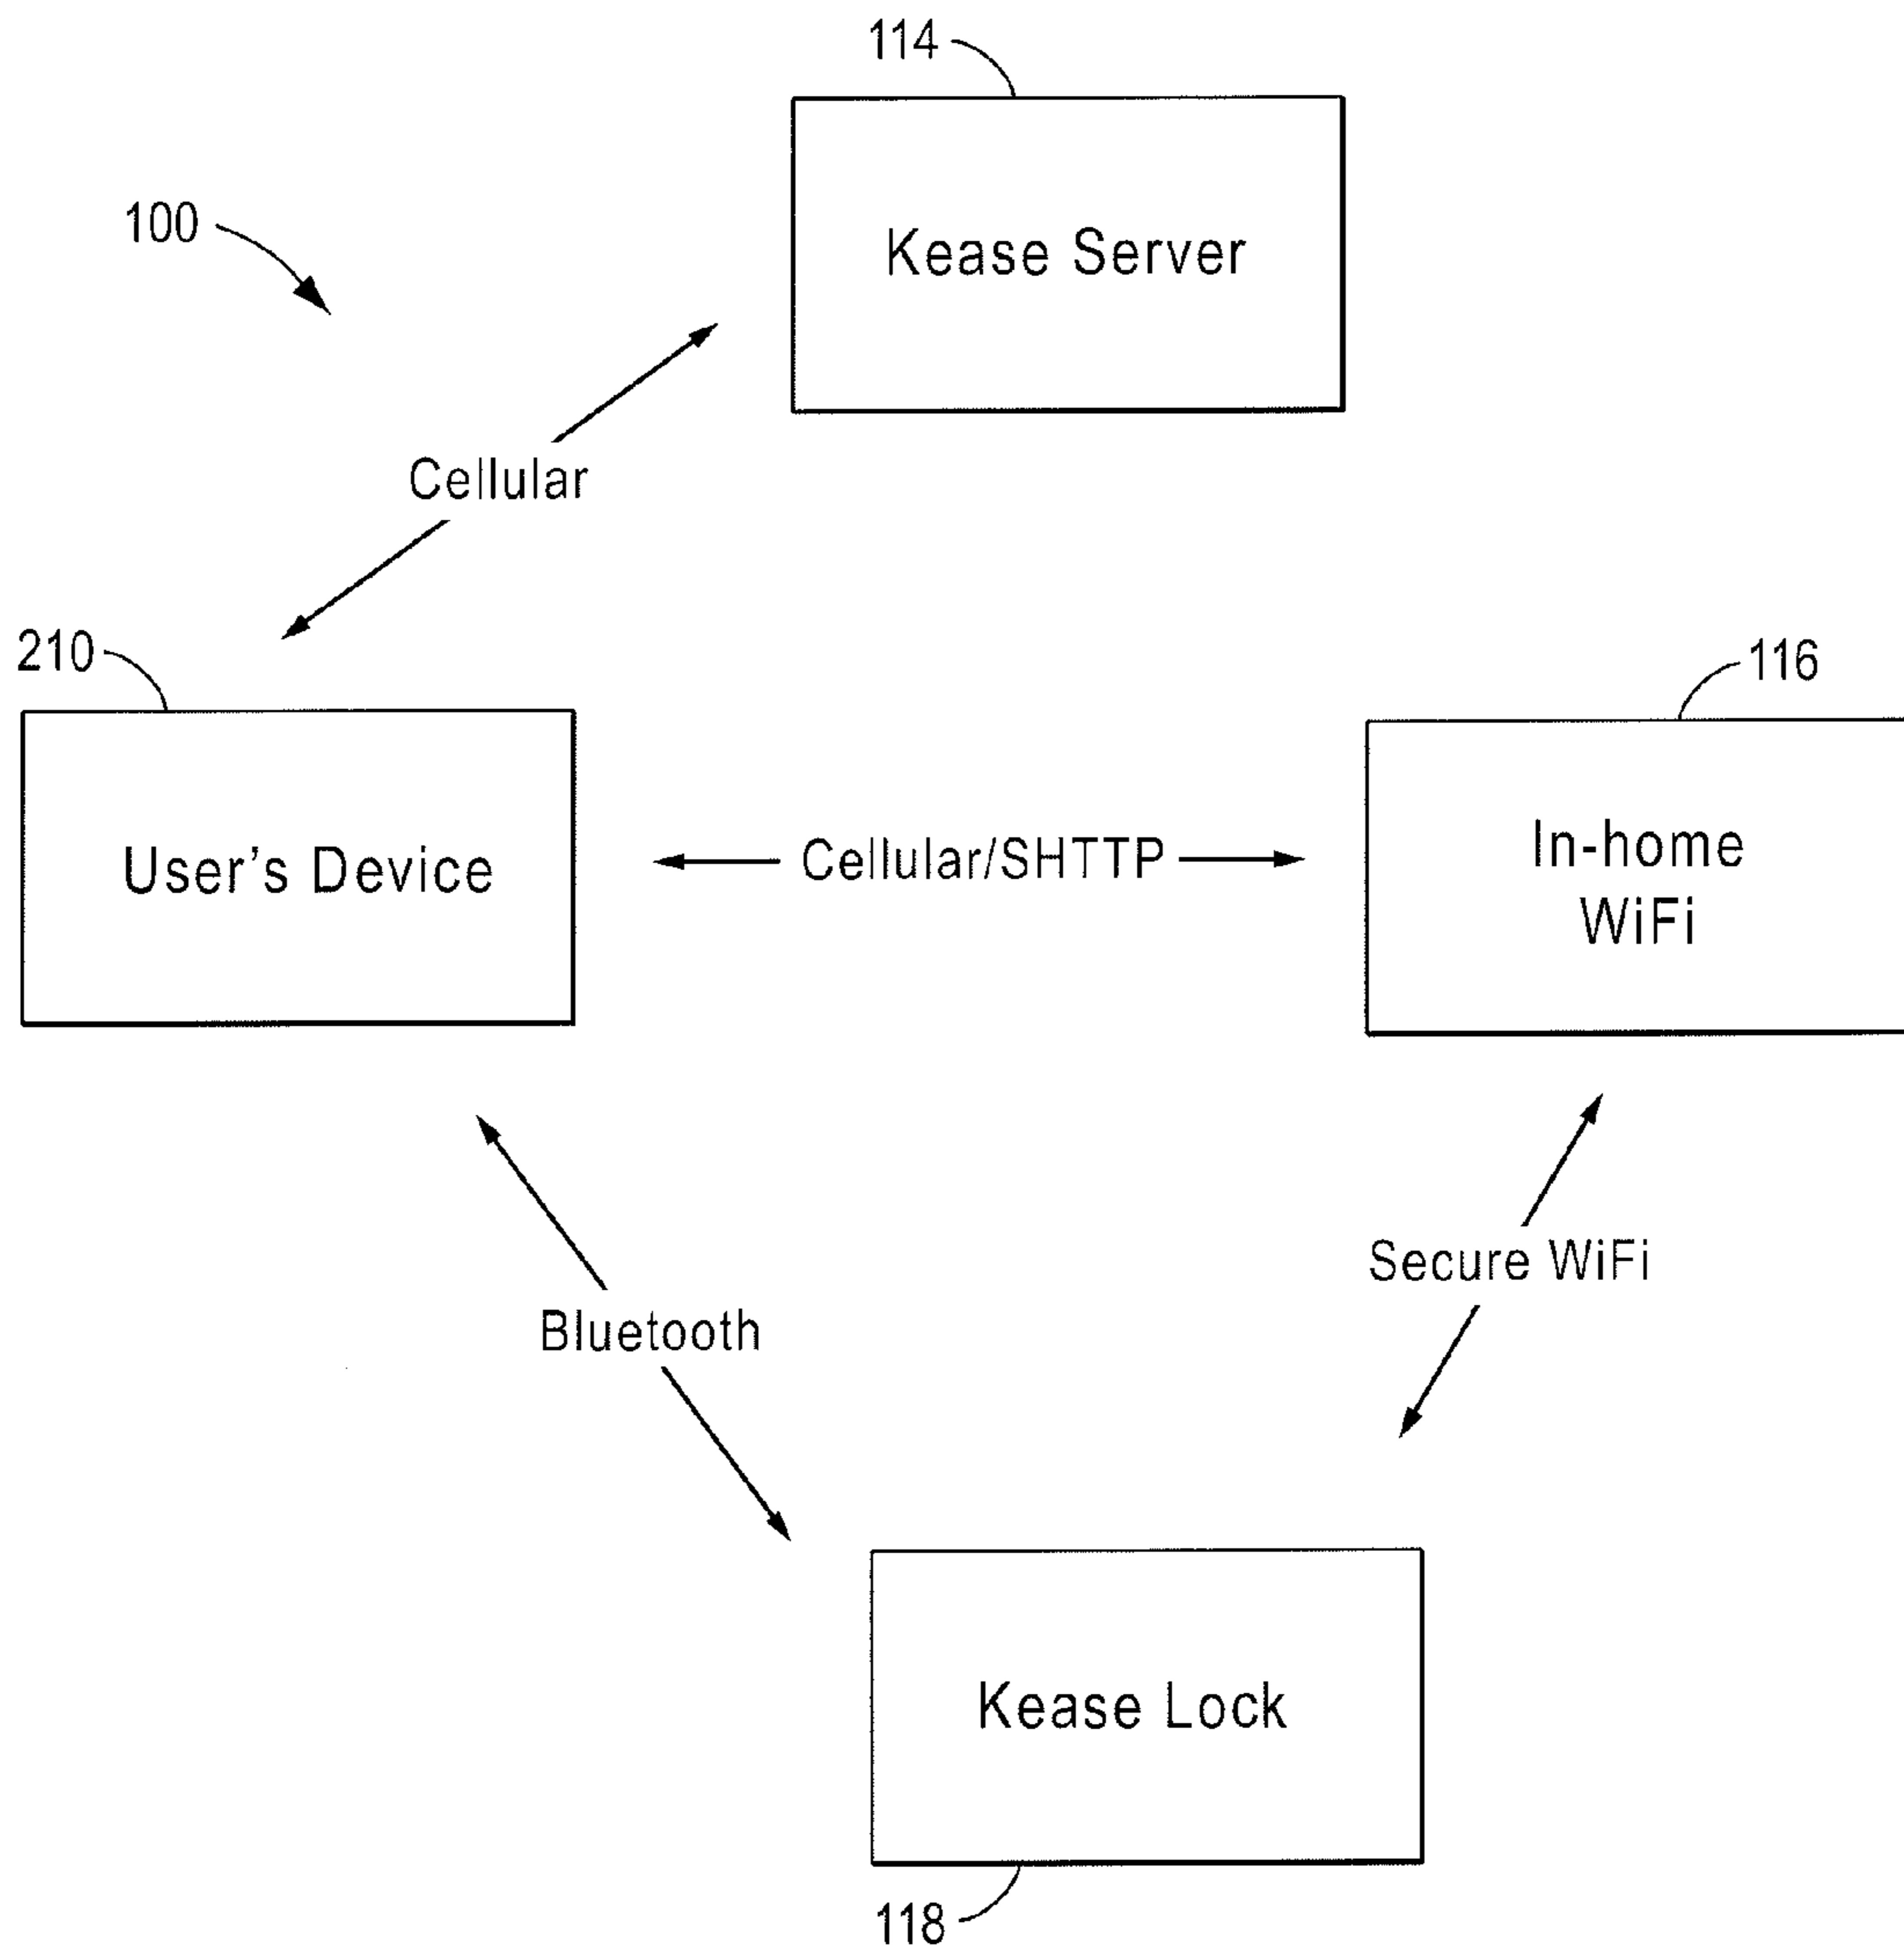 114
100
Kease Server
Cellular
210
116
User's Device
Cellular/SHTTP
In-home
WiFi
Secure WiFi
Bluetooth
Kease Lock
118